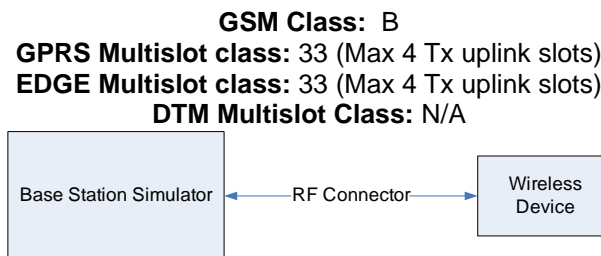 GSM Class: B
GPRS Multislot class: 33 (Max 4 Tx uplink slots)
EDGE Multislot class: 33 (Max 4 Tx uplink slots)
DTM Multislot Class: N/A
Base Station Simulator
RF Connector
Wireless
Device